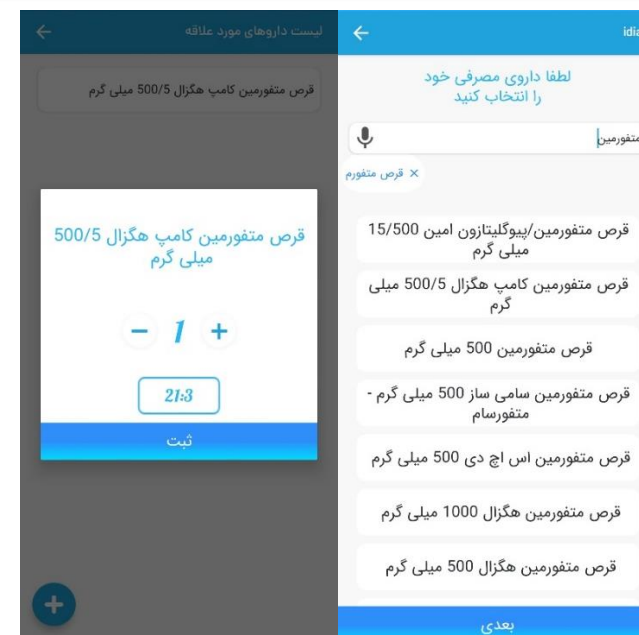 لیست داروهای مورد علاقه
قرص متفورمین کامپ هگزال 500/5 میلی گرم
قرص متفورمین کامپ هگزال 500/5
میلی گرم
− 1 +
21:3
ثبت
+
idia
لطفا داروی مصرفی خود
را انتخاب کنید
متفورمین
× قرص متفورم
قرص متفورمین/پیوگلیتازون امین 15/500
میلی گرم
قرص متفورمین کامپ هگزال 500/5 میلی
گرم
قرص متفورمین 500 میلی گرم
قرص متفورمین سامی ساز 500 میلی گرم -
متفورسام
قرص متفورمین اس اچ دی 500 میلی گرم
قرص متفورمین هگزال 1000 میلی گرم
قرص متفورمین هگزال 500 میلی گرم
بعدی